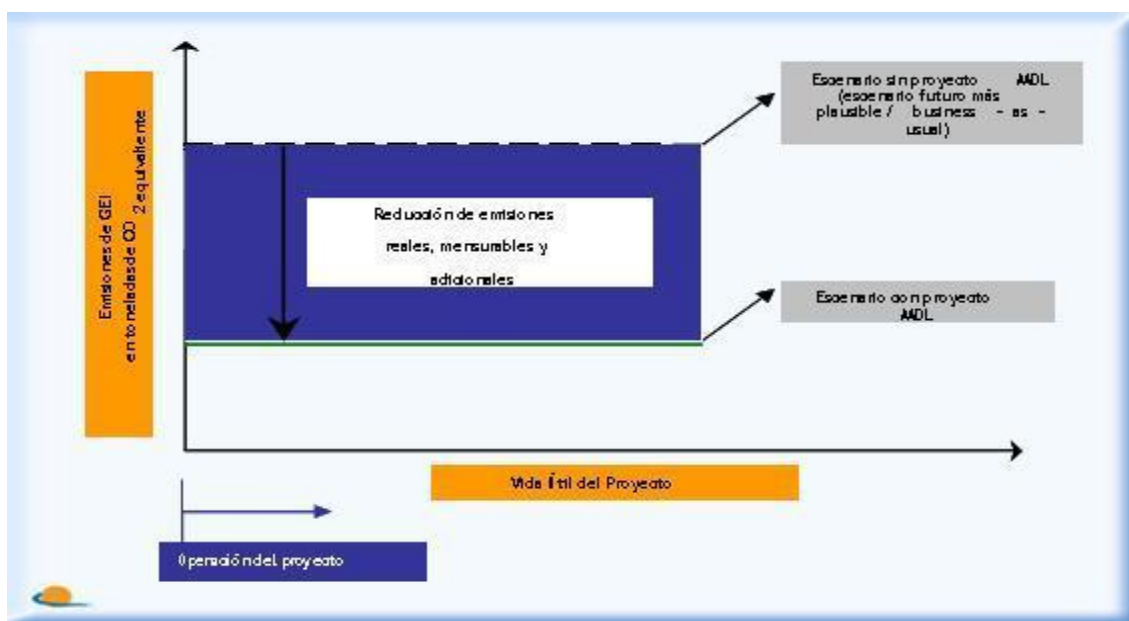 Emisiones de GEI
en toneladas de CO 2 equivalente
Escenario sin proyecto MDL
(escenario futuro más
plausible / business - as -
usual)
Reducción de emisiones
reales, mensurables y
adicionales
Escenario con proyecto
MDL
Vida Útil del Proyecto
Operación del proyecto